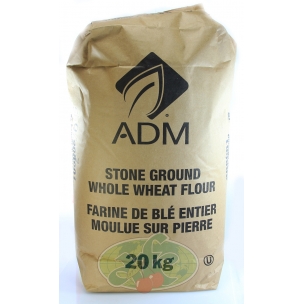 ADM
STONE GROUND
WHOLE WHEAT FLOUR
FARINE DE BLÉ ENTIER
MOULUE SUR PIERRE
20 kg
U